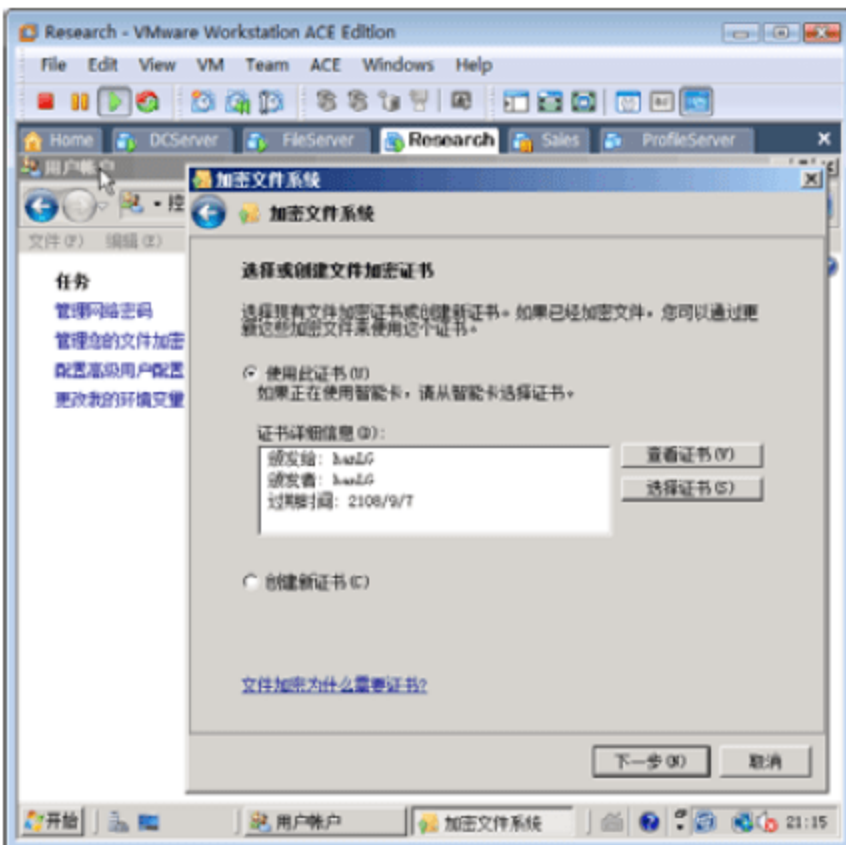 Research - VMware Workstation ACE Edition
File Edit View VM Team ACE Windows Help
Home DCServer FileServer Research Sales ProfileServer
用户帐户
加密文件系统
控
加密文件系统
文件(F) 编辑(E)
任务
管理网络密码
管理您的文件加密
配置高级用户配置
更改我的环境变量
选择或创建文件加密证书
选择现有文件加密证书或创建新证书。如果已经加密文件，您可以通过更
新这些加密文件来使用这个证书。
使用此证书(U)
如果正在使用智能卡，请从智能卡选择证书。
证书详细信息(D):
颁发给: hanLG
颁发者: hanLG
过期时间: 2108/9/7
查看证书(V)
选择证书(S)
创建新证书(C)
文件加密为什么需要证书?
下一步(N) 取消
开始 用户帐户 加密文件系统 21:15